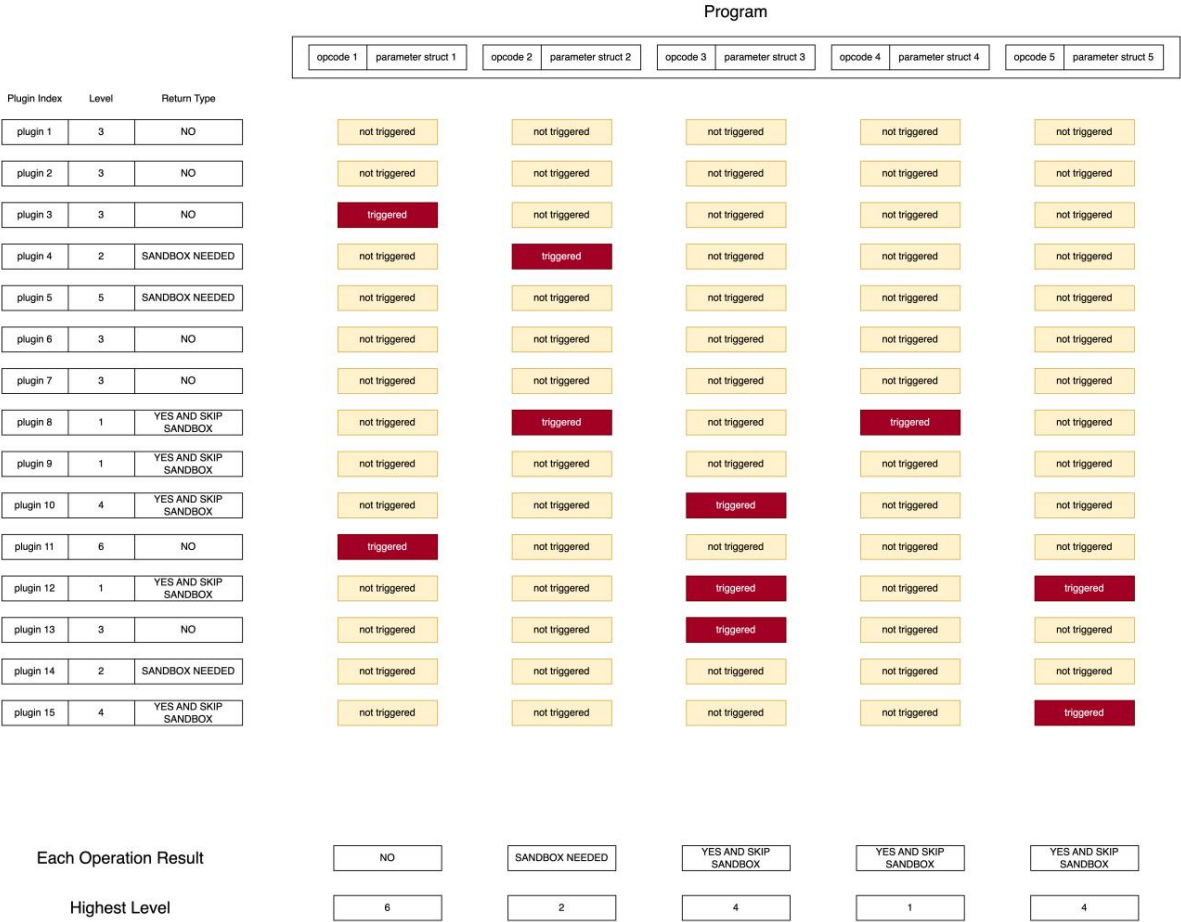 Program
opcode 1 parameter struct 1 opcode 2 parameter struct 2 opcode 3 parameter struct 3 opcode 4 parameter struct 4 opcode 5 parameter struct 5
Plugin Index Level Return Type
plugin 1 3 NO not triggered not triggered not triggered not triggered not triggered
plugin 2 3 NO not triggered not triggered not triggered not triggered not triggered
plugin 3 3 NO triggered not triggered not triggered not triggered not triggered
plugin 4 2 SANDBOX NEEDED not triggered triggered not triggered not triggered not triggered
plugin 5 5 SANDBOX NEEDED not triggered not triggered not triggered not triggered not triggered
plugin 6 3 NO not triggered not triggered not triggered not triggered not triggered
plugin 7 3 NO not triggered not triggered not triggered not triggered not triggered
plugin 8 1 YES AND SKIP SANDBOX not triggered triggered not triggered triggered not triggered
plugin 9 1 YES AND SKIP SANDBOX not triggered not triggered not triggered not triggered not triggered
plugin 10 4 YES AND SKIP SANDBOX not triggered not triggered triggered not triggered not triggered
plugin 11 6 NO triggered not triggered not triggered not triggered not triggered
plugin 12 1 YES AND SKIP SANDBOX not triggered not triggered triggered not triggered triggered
plugin 13 3 NO not triggered not triggered triggered not triggered not triggered
plugin 14 2 SANDBOX NEEDED not triggered not triggered not triggered not triggered not triggered
plugin 15 4 YES AND SKIP SANDBOX not triggered not triggered not triggered not triggered triggered
Each Operation Result NO SANDBOX NEEDED YES AND SKIP SANDBOX YES AND SKIP SANDBOX YES AND SKIP SANDBOX
Highest Level 6 2 4 1 4